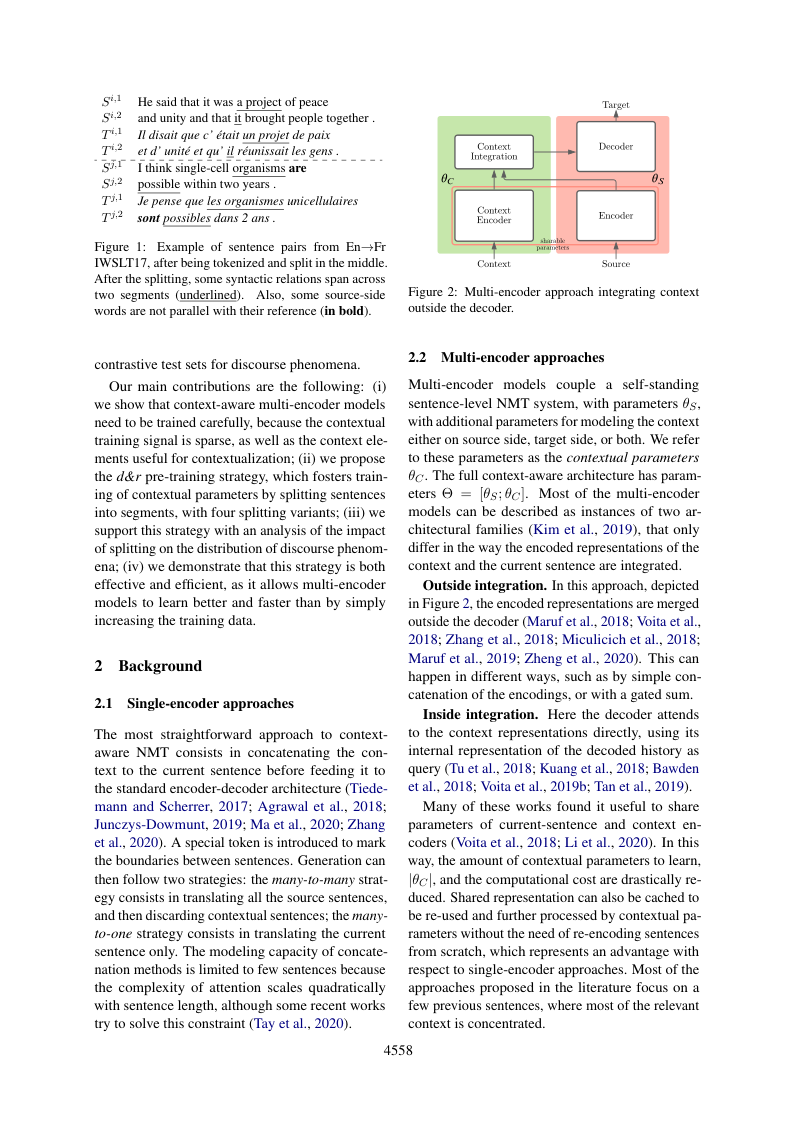 S^{i,1} He said that it was a project of peace
S^{i,2} and unity and that it brought people together .
T^{i,1} Il disait que c' était un projet de paix
T^{i,2} et d' unité et qu' il réunissait les gens .
S^{j,1} I think single-cell organisms are
S^{j,2} possible within two years .
T^{j,1} Je pense que les organismes unicellulaires
T^{j,2} sont possibles dans 2 ans .
Figure 1: Example of sentence pairs from En→Fr
IWSLT17, after being tokenized and split in the middle.
After the splitting, some syntactic relations span across
two segments (underlined). Also, some source-side
words are not parallel with their reference (in bold).
contrastive test sets for discourse phenomena.
Our main contributions are the following: (i)
we show that context-aware multi-encoder models
need to be trained carefully, because the contextual
training signal is sparse, as well as the context ele-
ments useful for contextualization; (ii) we propose
the d&r pre-training strategy, which fosters train-
ing of contextual parameters by splitting sentences
into segments, with four splitting variants; (iii) we
support this strategy with an analysis of the impact
of splitting on the distribution of discourse phenom-
ena; (iv) we demonstrate that this strategy is both
effective and efficient, as it allows multi-encoder
models to learn better and faster than by simply
increasing the training data.
2 Background
2.1 Single-encoder approaches
The most straightforward approach to context-
aware NMT consists in concatenating the con-
text to the current sentence before feeding it to
the standard encoder-decoder architecture (Tiede-
mann and Scherrer, 2017; Agrawal et al., 2018;
Junczys-Dowmunt, 2019; Ma et al., 2020; Zhang
et al., 2020). A special token is introduced to mark
the boundaries between sentences. Generation can
then follow two strategies: the many-to-many strat-
egy consists in translating all the source sentences,
and then discarding contextual sentences; the many-
to-one strategy consists in translating the current
sentence only. The modeling capacity of concate-
nation methods is limited to few sentences because
the complexity of attention scales quadratically
with sentence length, although some recent works
try to solve this constraint (Tay et al., 2020).
Target
Context
Integration
Decoder
θ_C
θ_S
Context
Encoder
Encoder
sharable
parameters
Context
Source
Figure 2: Multi-encoder approach integrating context
outside the decoder.
2.2 Multi-encoder approaches
Multi-encoder models couple a self-standing
sentence-level NMT system, with parameters θ_S,
with additional parameters for modeling the context
either on source side, target side, or both. We refer
to these parameters as the contextual parameters
θ_C. The full context-aware architecture has param-
eters Θ = [θ_S; θ_C]. Most of the multi-encoder
models can be described as instances of two ar-
chitectural families (Kim et al., 2019), that only
differ in the way the encoded representations of the
context and the current sentence are integrated.
Outside integration. In this approach, depicted
in Figure 2, the encoded representations are merged
outside the decoder (Maruf et al., 2018; Voita et al.,
2018; Zhang et al., 2018; Miculicich et al., 2018;
Maruf et al., 2019; Zheng et al., 2020). This can
happen in different ways, such as by simple con-
catenation of the encodings, or with a gated sum.
Inside integration. Here the decoder attends
to the context representations directly, using its
internal representation of the decoded history as
query (Tu et al., 2018; Kuang et al., 2018; Bawden
et al., 2018; Voita et al., 2019b; Tan et al., 2019).
Many of these works found it useful to share
parameters of current-sentence and context en-
coders (Voita et al., 2018; Li et al., 2020). In this
way, the amount of contextual parameters to learn,
|θ_C|, and the computational cost are drastically re-
duced. Shared representation can also be cached to
be re-used and further processed by contextual pa-
rameters without the need of re-encoding sentences
from scratch, which represents an advantage with
respect to single-encoder approaches. Most of the
approaches proposed in the literature focus on a
few previous sentences, where most of the relevant
context is concentrated.
4558